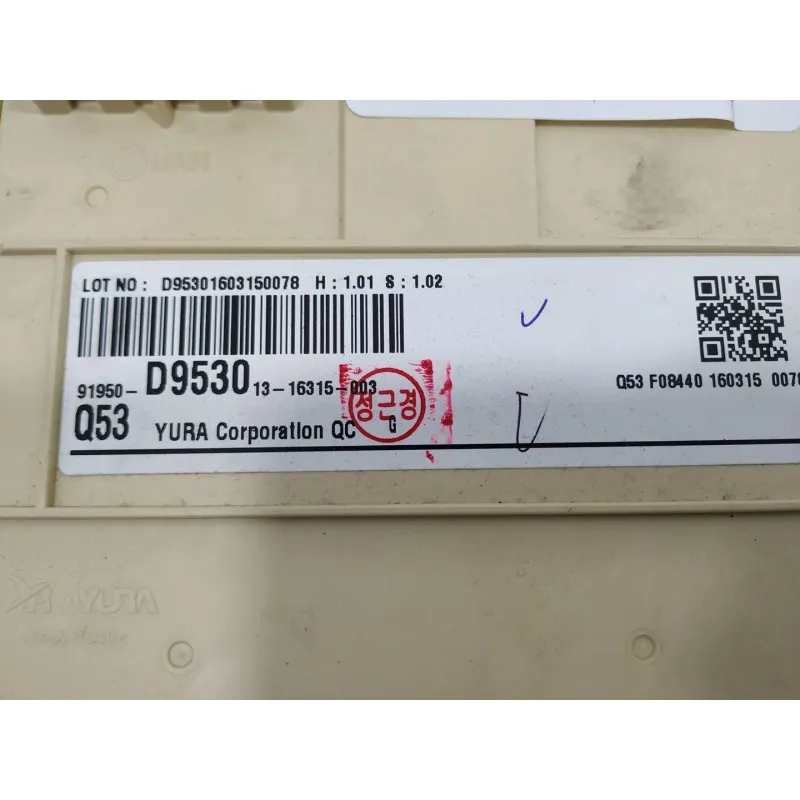 LOT NO : D95301603150078 H : 1.01 S : 1.02
91950-D9530 13-16315-003
Q53 YURA Corporation QC G
정근경
Q53 F08440 160315 0078
YURA